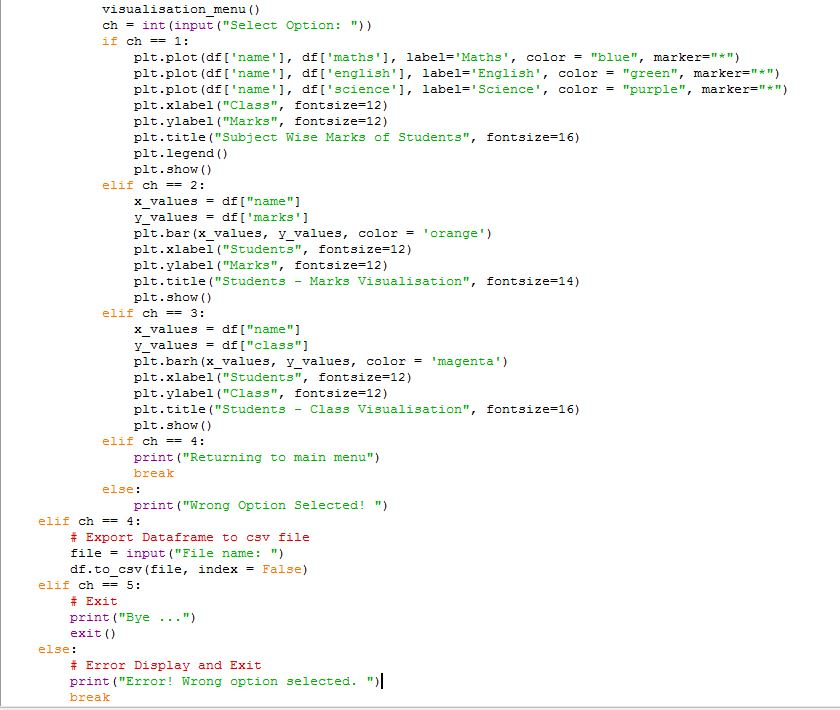 visualisation_menu()
            ch = int(input("Select Option: "))
            if ch == 1:
                plt.plot(df['name'], df['maths'], label='Maths', color = "blue", marker="*")
                plt.plot(df['name'], df['english'], label='English', color = "green", marker="*")
                plt.plot(df['name'], df['science'], label='Science', color = "purple", marker="*")
                plt.xlabel("Class", fontsize=12)
                plt.ylabel("Marks", fontsize=12)
                plt.title("Subject Wise Marks of Students", fontsize=16)
                plt.legend()
                plt.show()
            elif ch == 2:
                x_values = df["name"]
                y_values = df['marks']
                plt.bar(x_values, y_values, color = 'orange')
                plt.xlabel("Students", fontsize=12)
                plt.ylabel("Marks", fontsize=12)
                plt.title("Students - Marks Visualisation", fontsize=14)
                plt.show()
            elif ch == 3:
                x_values = df["name"]
                y_values = df["class"]
                plt.barh(x_values, y_values, color = 'magenta')
                plt.xlabel("Students", fontsize=12)
                plt.ylabel("Class", fontsize=12)
                plt.title("Students - Class Visualisation", fontsize=16)
                plt.show()
            elif ch == 4:
                print("Returning to main menu")
                break
            else:
                print("Wrong Option Selected! ")
    elif ch == 4:
        # Export Dataframe to csv file
        file = input("File name: ")
        df.to_csv(file, index = False)
    elif ch == 5:
        # Exit
        print("Bye ...")
        exit()
    else:
        # Error Display and Exit
        print("Error! Wrong option selected. ")
        break